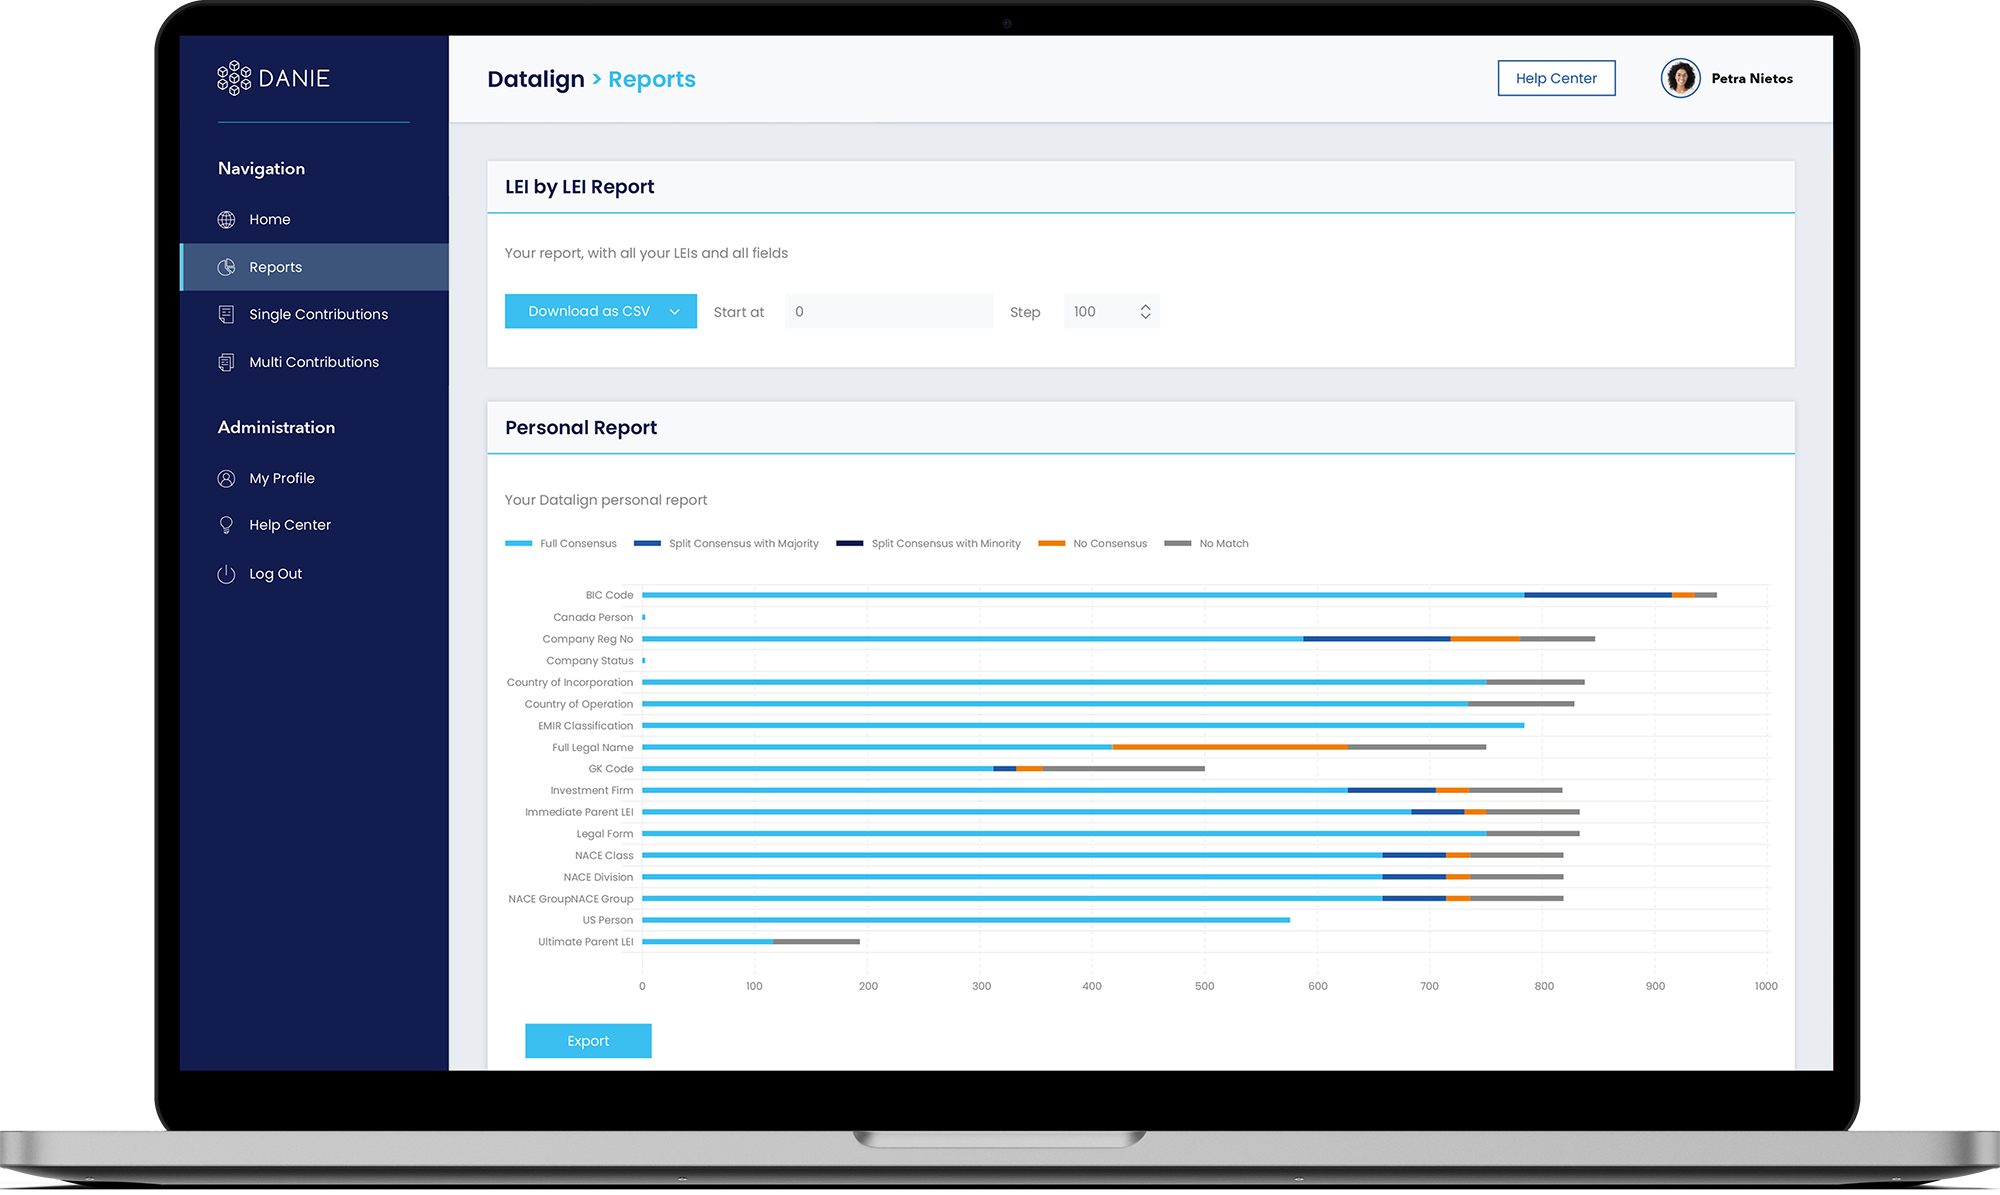 DANIE
Datalign > Reports
Help Center
Petra Nietos
Navigation
Home
Reports
Single Contributions
Multi Contributions
Administration
My Profile
Help Center
Log Out
LEI by LEI Report
Your report, with all your LEIs and all fields
Download as CSV
Start at
0
Step
100
Personal Report
Your Datalign personal report
Full Consensus
Split Consensus with Majority
Split Consensus with Minority
No Consensus
No Match
BIC Code
Canada Person
Company Reg No
Company Status
Country of Incorporation
Country of Operation
EMIR Classification
Full Legal Name
GK Code
Investment Firm
Immediate Parent LEI
Legal Form
NACE Class
NACE Division
NACE GroupNACE Group
US Person
Ultimate Parent LEI
0 100 200 300 400 500 600 700 800 900 1000
Export